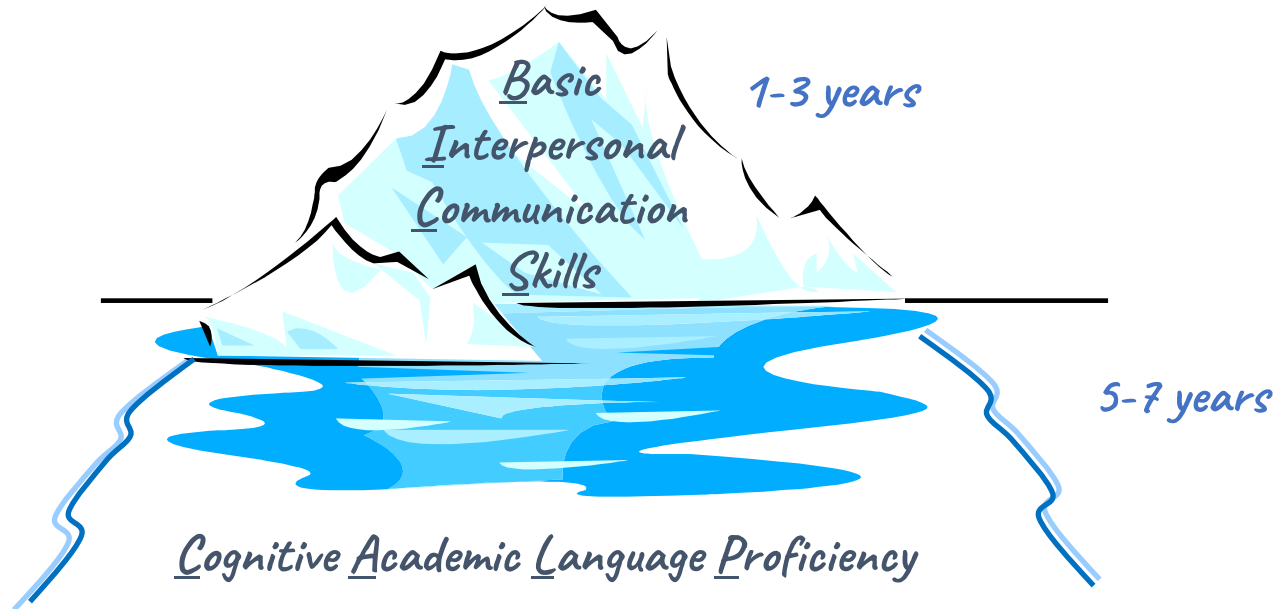 Basic
1-3 years
Interpersonal
Communication
Skills
5-7 years
Cognitive Academic Language Proficiency